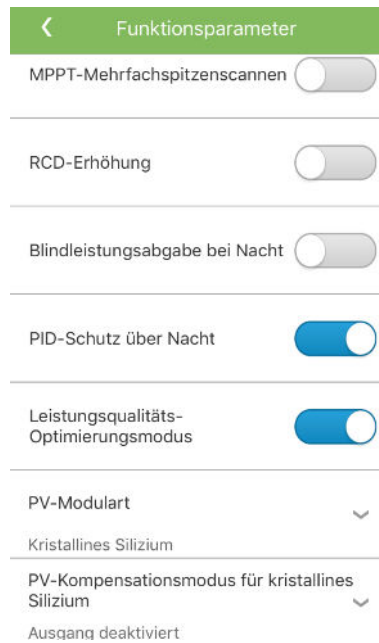 Funktionsparameter
MPPT-Mehrfachspitzenscannen
RCD-Erhöhung
Blindleistungsabgabe bei Nacht
PID-Schutz über Nacht
Leistungsqualitäts-
Optimierungsmodus
PV-Modulart
Kristallines Silizium
PV-Kompensationsmodus für kristallines
Silizium
Ausgang deaktiviert